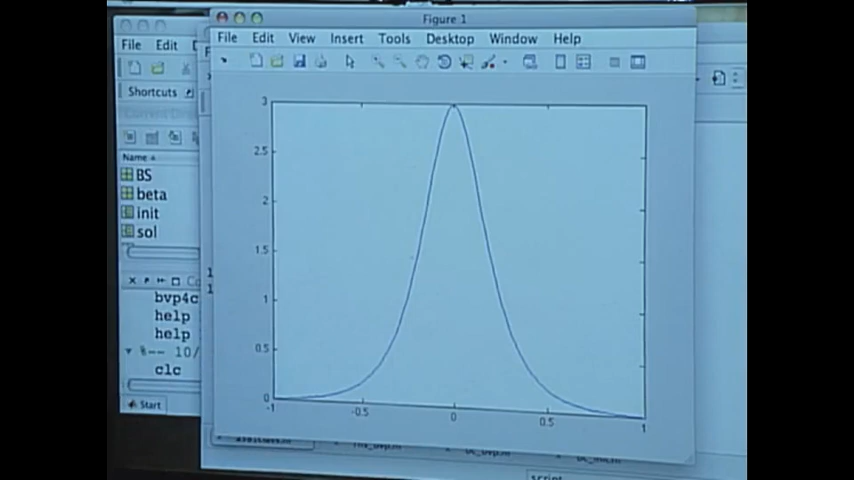 Figure 1
File Edit View Insert Tools Desktop Window Help
File Edit
Shortcuts
Name
BS
beta
init
sol
bvp4c
help
help
%-- 10/
clc
Start
3
2.5
2
1.5
1
0.5
0
-1 -0.5 0 0.5 1
script